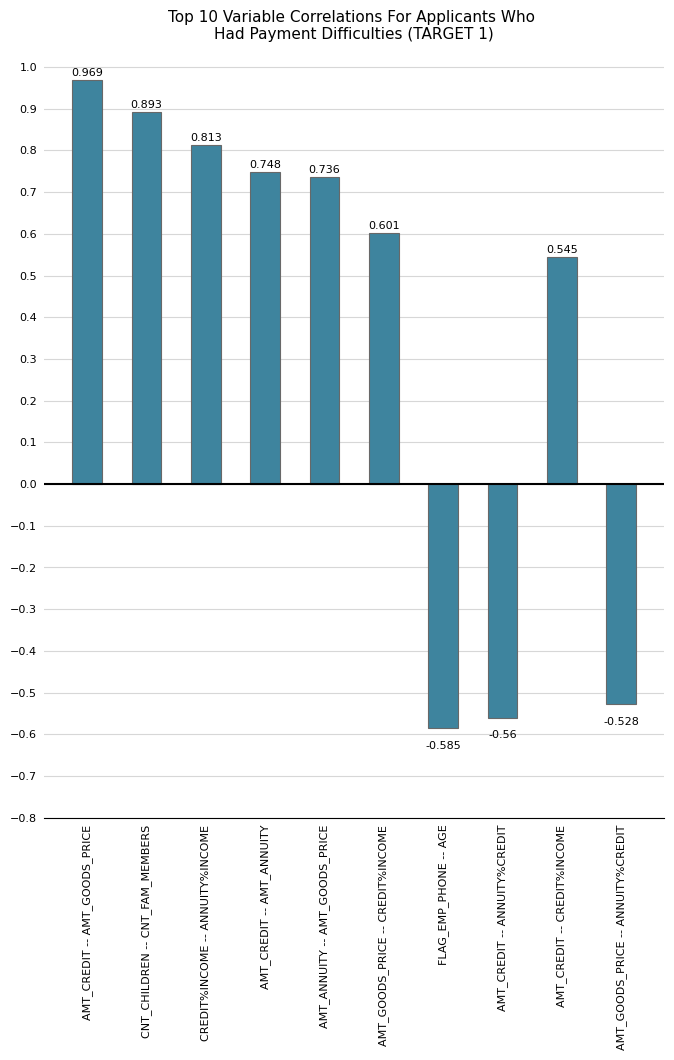 Top 10 Variable Correlations For Applicants Who
Had Payment Difficulties (TARGET 1)
1.0
0.9
0.8
0.7
0.6
0.5
0.4
0.3
0.2
0.1
0.0
−0.1
−0.2
−0.3
−0.4
−0.5
−0.6
−0.7
−0.8
0.969
0.893
0.813
0.748
0.736
0.601
-0.585
-0.56
0.545
-0.528
AMT_CREDIT -- AMT_GOODS_PRICE
CNT_CHILDREN -- CNT_FAM_MEMBERS
CREDIT%INCOME -- ANNUITY%INCOME
AMT_CREDIT -- AMT_ANNUITY
AMT_ANNUITY -- AMT_GOODS_PRICE
AMT_GOODS_PRICE -- CREDIT%INCOME
FLAG_EMP_PHONE -- AGE
AMT_CREDIT -- ANNUITY%CREDIT
AMT_CREDIT -- CREDIT%INCOME
AMT_GOODS_PRICE -- ANNUITY%CREDIT